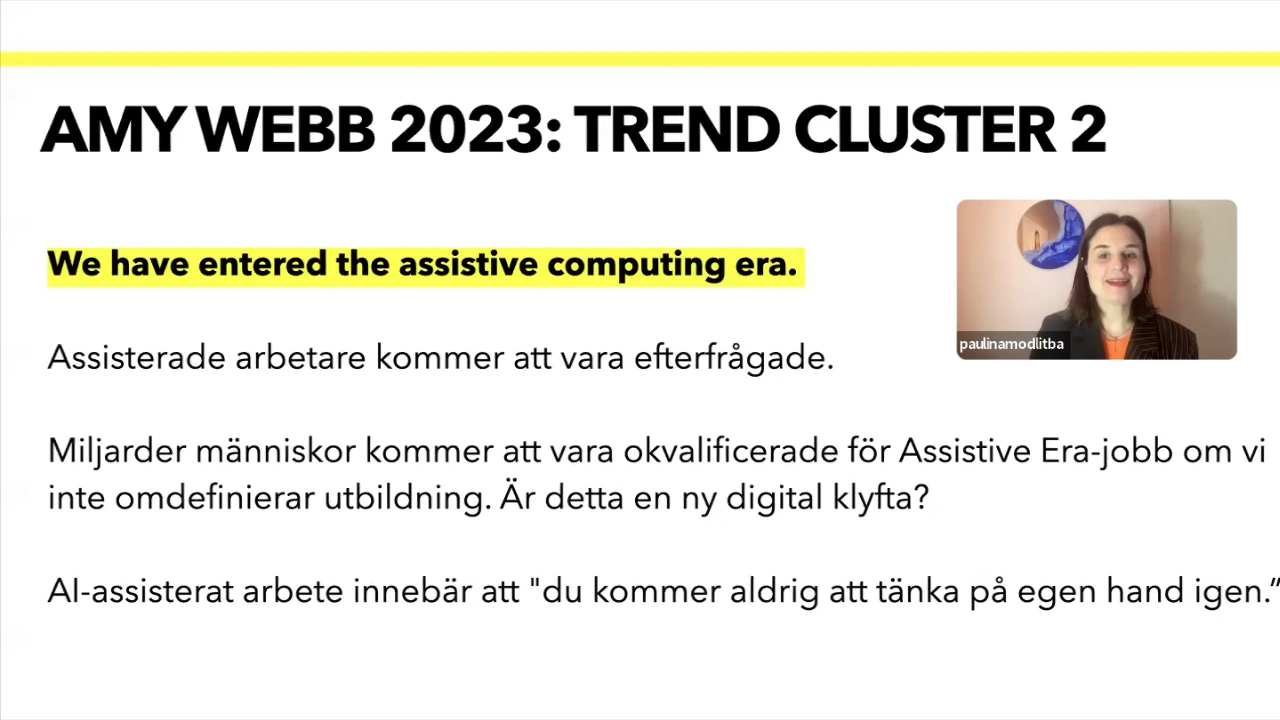 AMY WEBB 2023: TREND CLUSTER 2
We have entered the assistive computing era.
paulinamodlitba
Assisterade arbetare kommer att vara efterfrågade.
Miljarder människor kommer att vara okvalificerade för Assistive Era-jobb om vi
inte omdefinierar utbildning. Är detta en ny digital klyfta?
AI-assisterat arbete innebär att "du kommer aldrig att tänka på egen hand igen.”